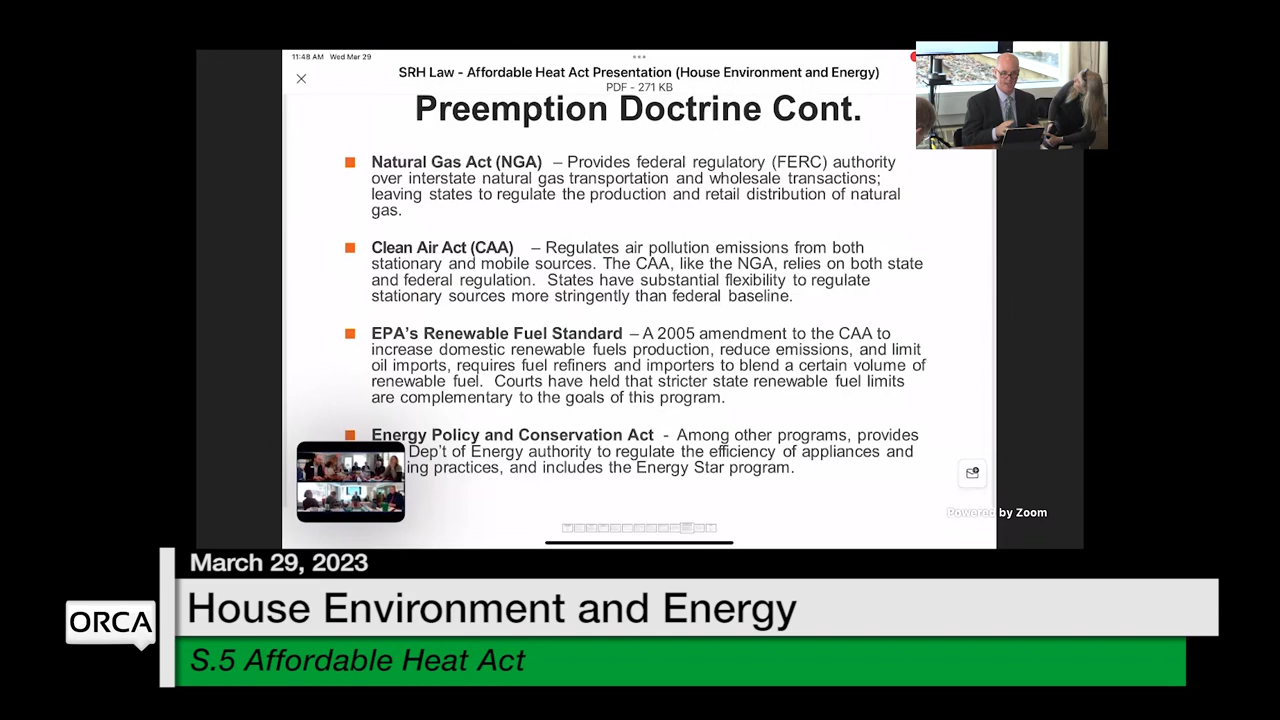 11:48 AM Wed Mar 29
SRH Law - Affordable Heat Act Presentation (House Environment and Energy)
PDF - 271 KB
Preemption Doctrine Cont.
Natural Gas Act (NGA) – Provides federal regulatory (FERC) authority
over interstate natural gas transportation and wholesale transactions;
leaving states to regulate the production and retail distribution of natural
gas.
Clean Air Act (CAA) – Regulates air pollution emissions from both
stationary and mobile sources. The CAA, like the NGA, relies on both state
and federal regulation. States have substantial flexibility to regulate
stationary sources more stringently than federal baseline.
EPA's Renewable Fuel Standard – A 2005 amendment to the CAA to
increase domestic renewable fuels production, reduce emissions, and limit
oil imports, requires fuel refiners and importers to blend a certain volume of
renewable fuel. Courts have held that stricter state renewable fuel limits
are complementary to the goals of this program.
Energy Policy and Conservation Act - Among other programs, provides
Dep't of Energy authority to regulate the efficiency of appliances and
ing practices, and includes the Energy Star program.
Powered by Zoom
March 29, 2023
House Environment and Energy
ORCA
S.5 Affordable Heat Act